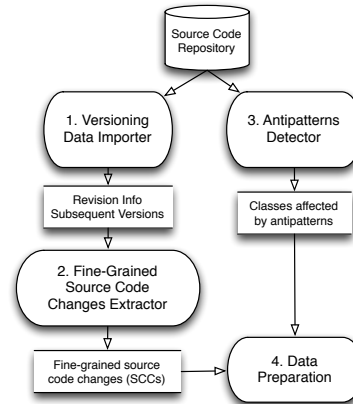 Source Code
Repository
1. Versioning
Data Importer
3. Antipatterns
Detector
Revision Info
Subsequent Versions
Classes affected
by antipatterns
2. Fine-Grained
Source Code
Changes Extractor
Fine-grained source
code changes (SCCs)
4. Data
Preparation